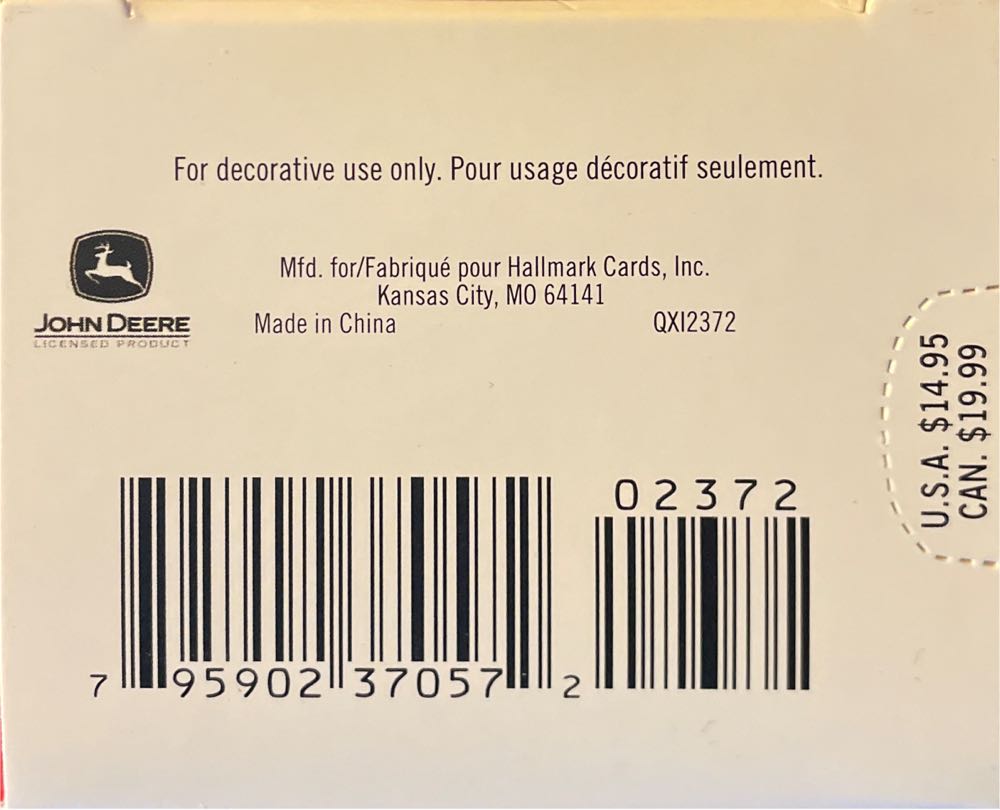 For decorative use only. Pour usage décoratif seulement.
Mfd. for/Fabriqué pour Hallmark Cards, Inc.
Kansas City, MO 64141
Made in China QXI2372
JOHN DEERE
LICENSED PRODUCT
U.S.A. $14.95
CAN. $19.99
02372
7 95902 37057 2